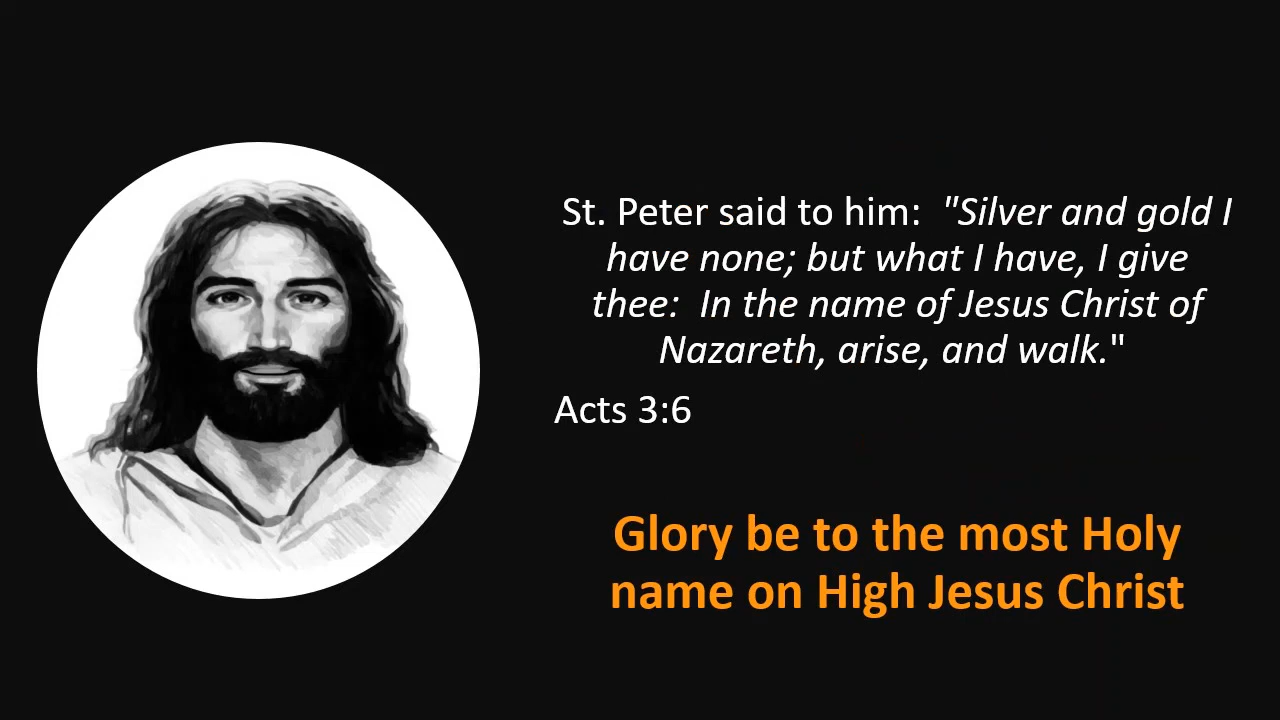 St. Peter said to him:  "Silver and gold I
have none; but what I have, I give
thee:  In the name of Jesus Christ of
Nazareth, arise, and walk."
Acts 3:6
Glory be to the most Holy
name on High Jesus Christ